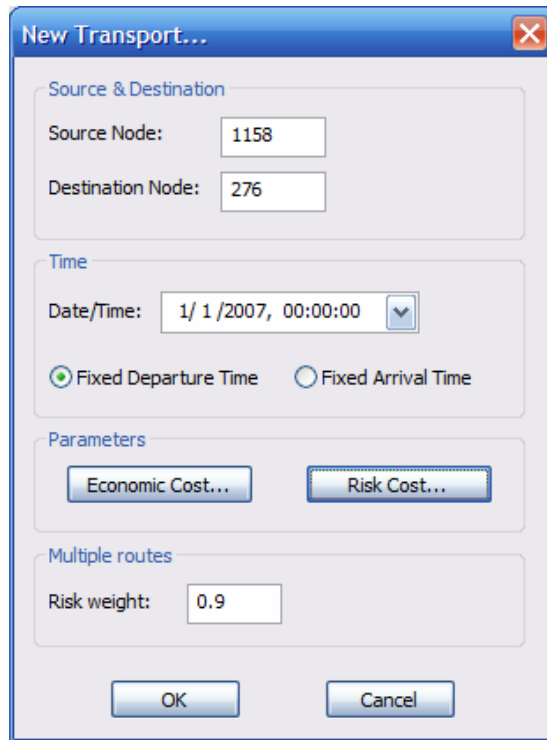 New Transport...
Source & Destination
Source Node: 1158
Destination Node: 276
Time
Date/Time: 1/ 1 /2007, 00:00:00
Fixed Departure Time Fixed Arrival Time
Parameters
Economic Cost... Risk Cost...
Multiple routes
Risk weight: 0.9
OK Cancel